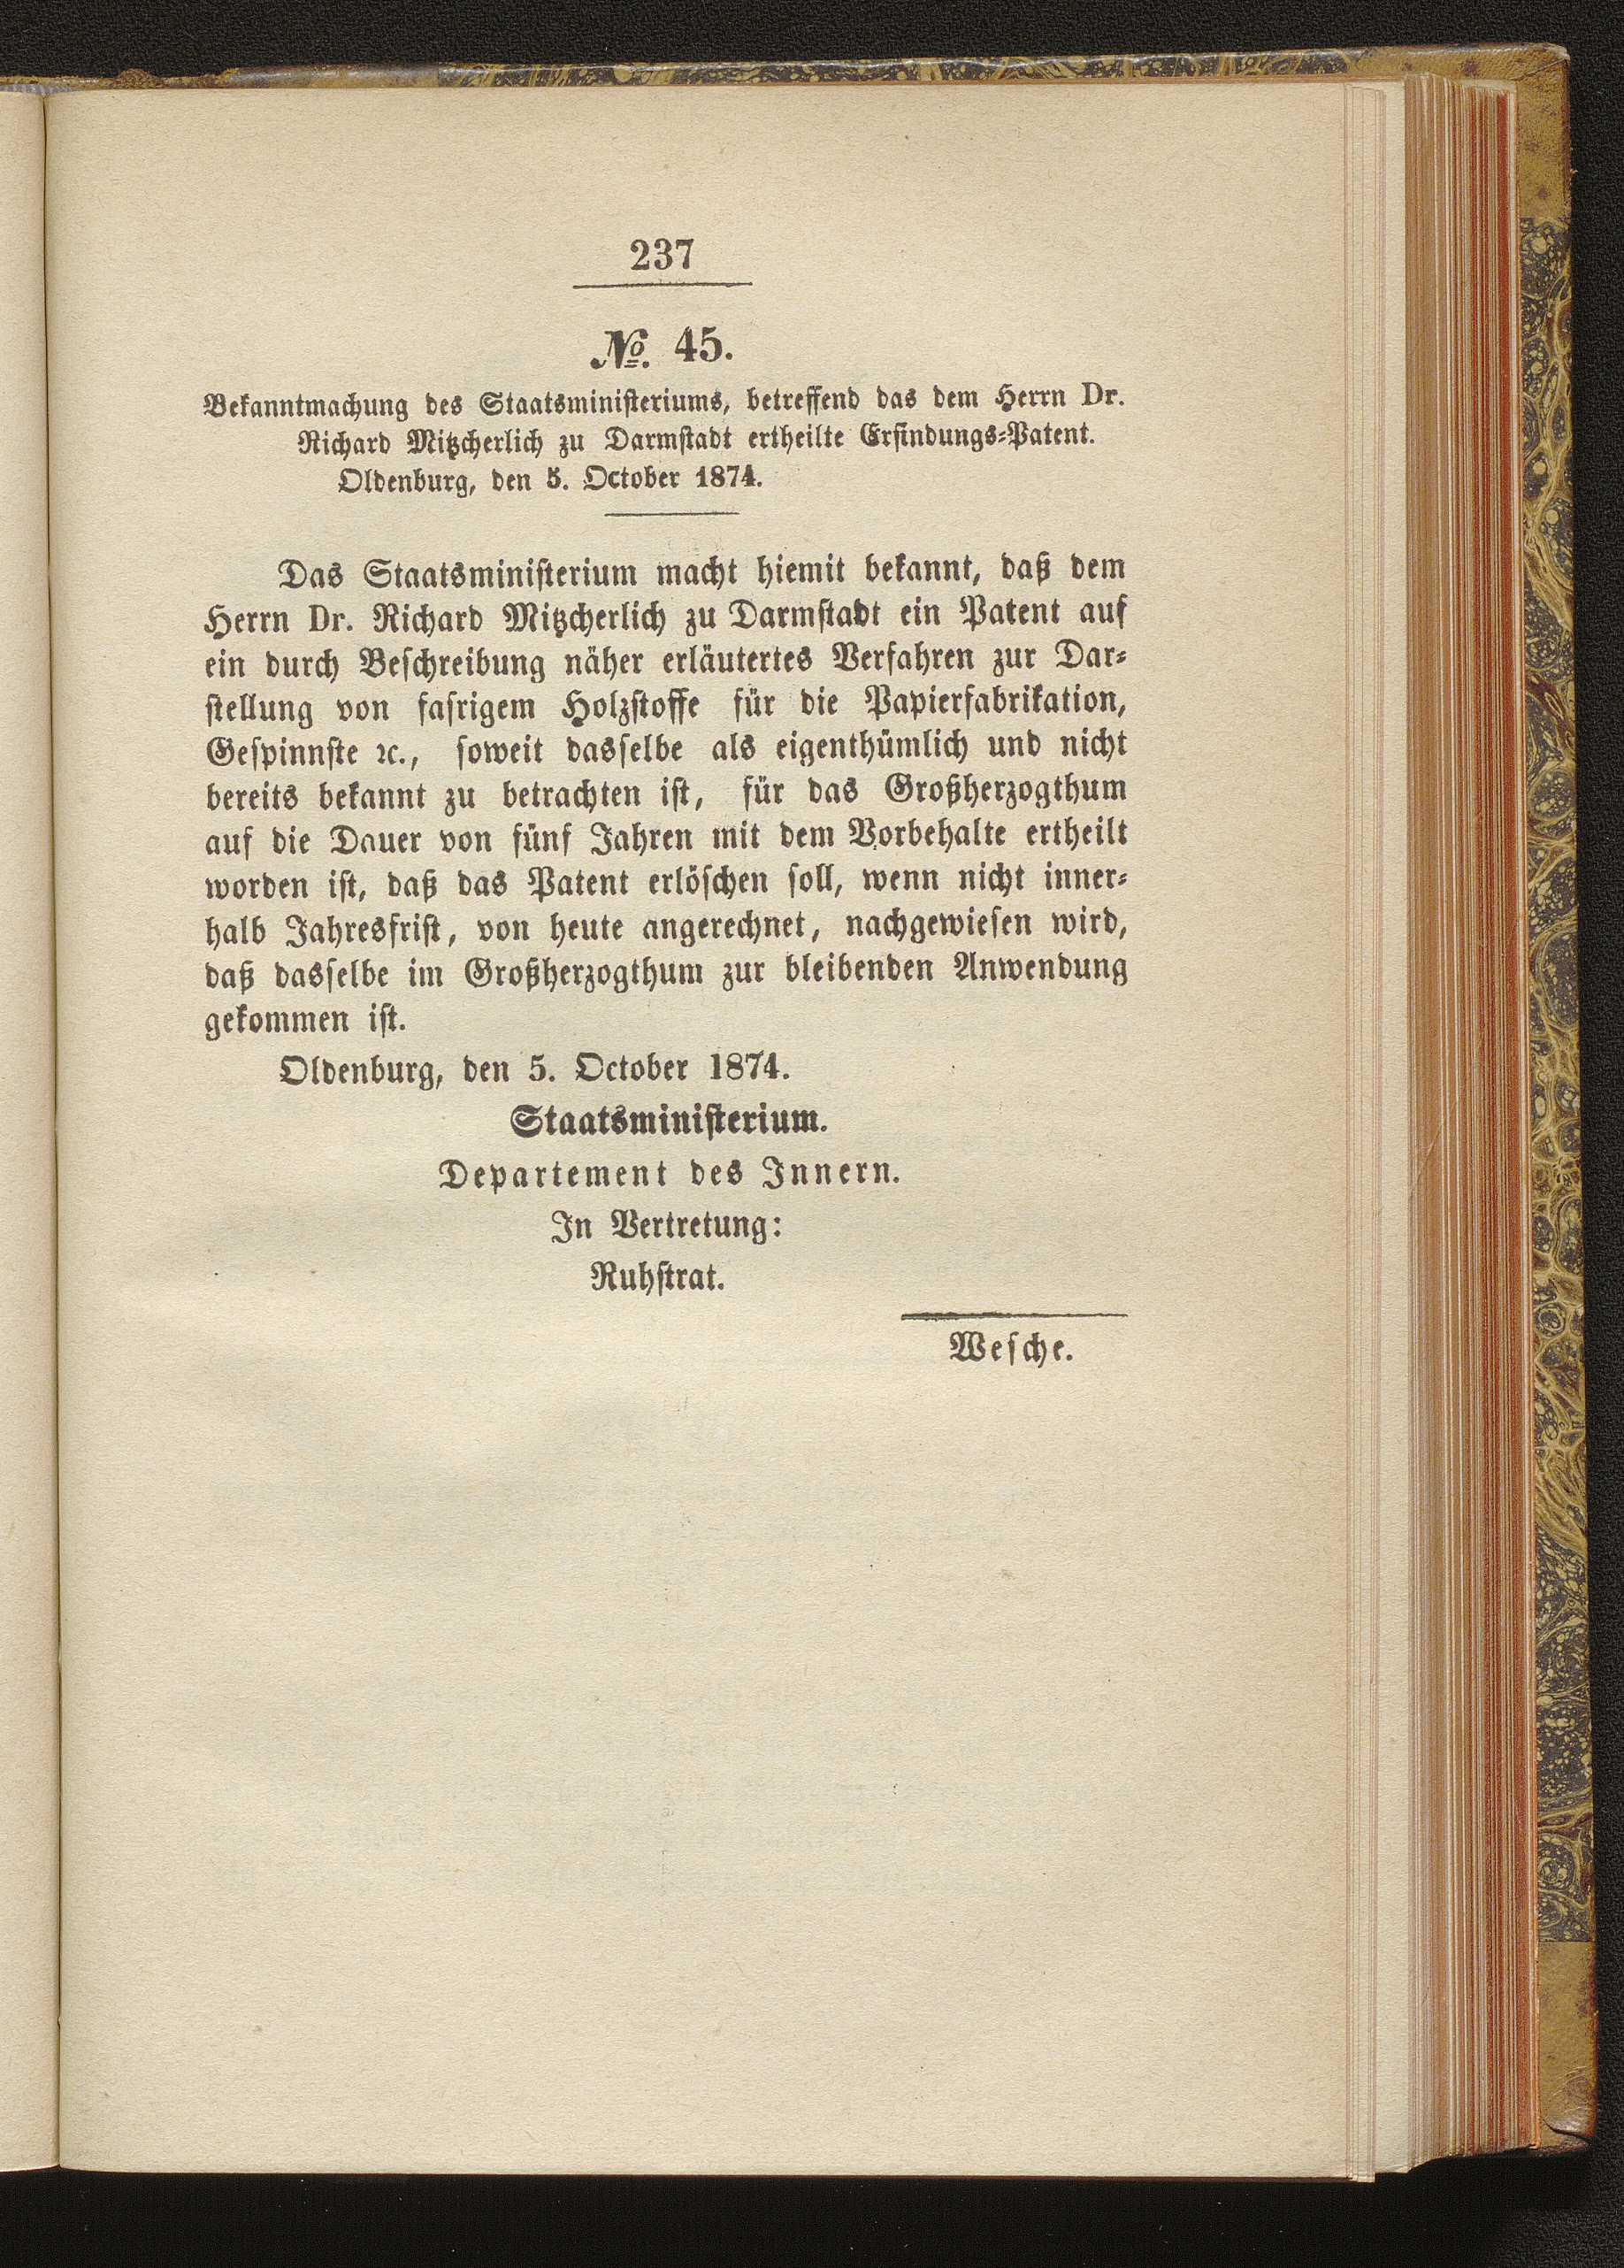 237
№. 45.
Bekanntmachung des Staatsministeriums, betreffend das dem Herrn Dr.
Richard Mitzcherlich zu Darmstadt ertheilte Erfindungs-Patent.
Oldenburg, den 5. October 1874.
Das Staatsministerium macht hiemit bekannt, daß dem
Herrn Dr. Richard Mitzcherlich zu Darmstadt ein Patent auf
ein durch Beschreibung näher erläutertes Verfahren zur Dar-
stellung von fasrigem Holzstoffe für die Papierfabrikation,
Gespinnste ꝛc., soweit dasselbe als eigenthümlich und nicht
bereits bekannt zu betrachten ist, für das Großherzogthum
auf die Dauer von fünf Jahren mit dem Vorbehalte ertheilt
worden ist, daß das Patent erlöschen soll, wenn nicht inner-
halb Jahresfrist, von heute angerechnet, nachgewiesen wird,
daß dasselbe im Großherzogthum zur bleibenden Anwendung
gekommen ist.
Oldenburg, den 5. October 1874.
Staatsministerium.
Departement des Innern.
In Vertretung:
Ruhstrat.
Wesche.